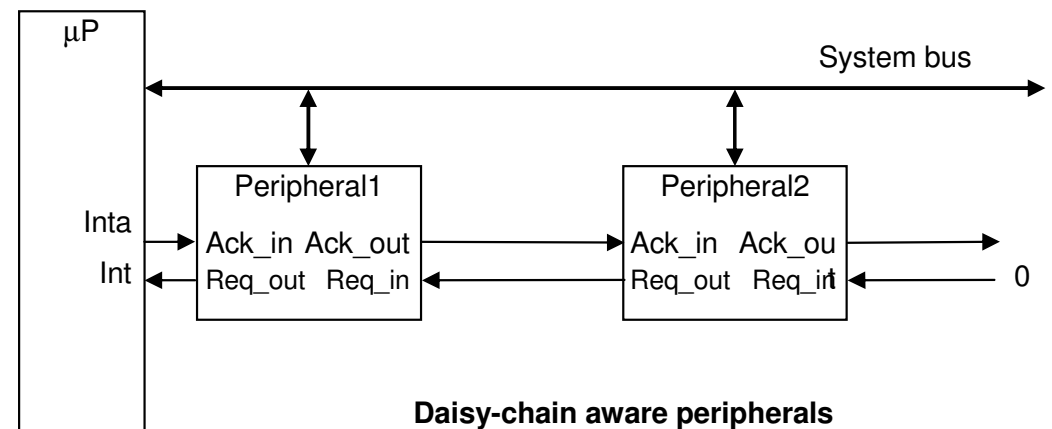 μP
System bus
Peripheral1
Peripheral2
Inta
Ack_in Ack_out
Ack_in Ack_ou
t
Int
Req_out Req_in
Req_out Req_in
0
Daisy-chain aware peripherals